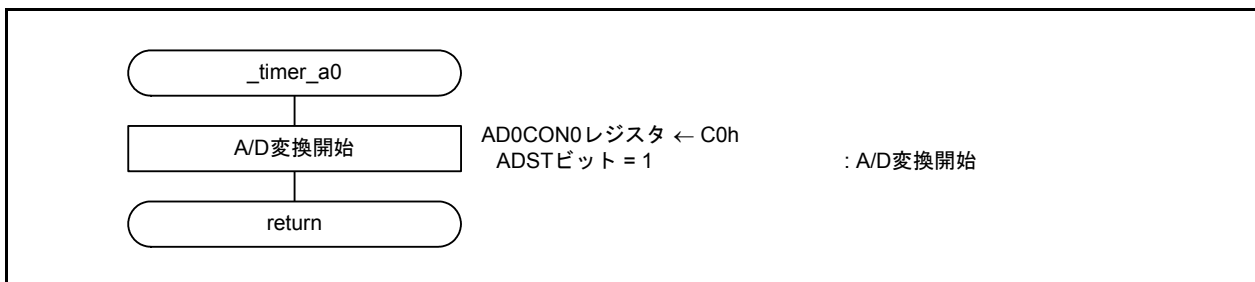 _timer_a0
A/D変換開始
AD0CON0レジスタ ← C0h
ADSTビット = 1 : A/D変換開始
return